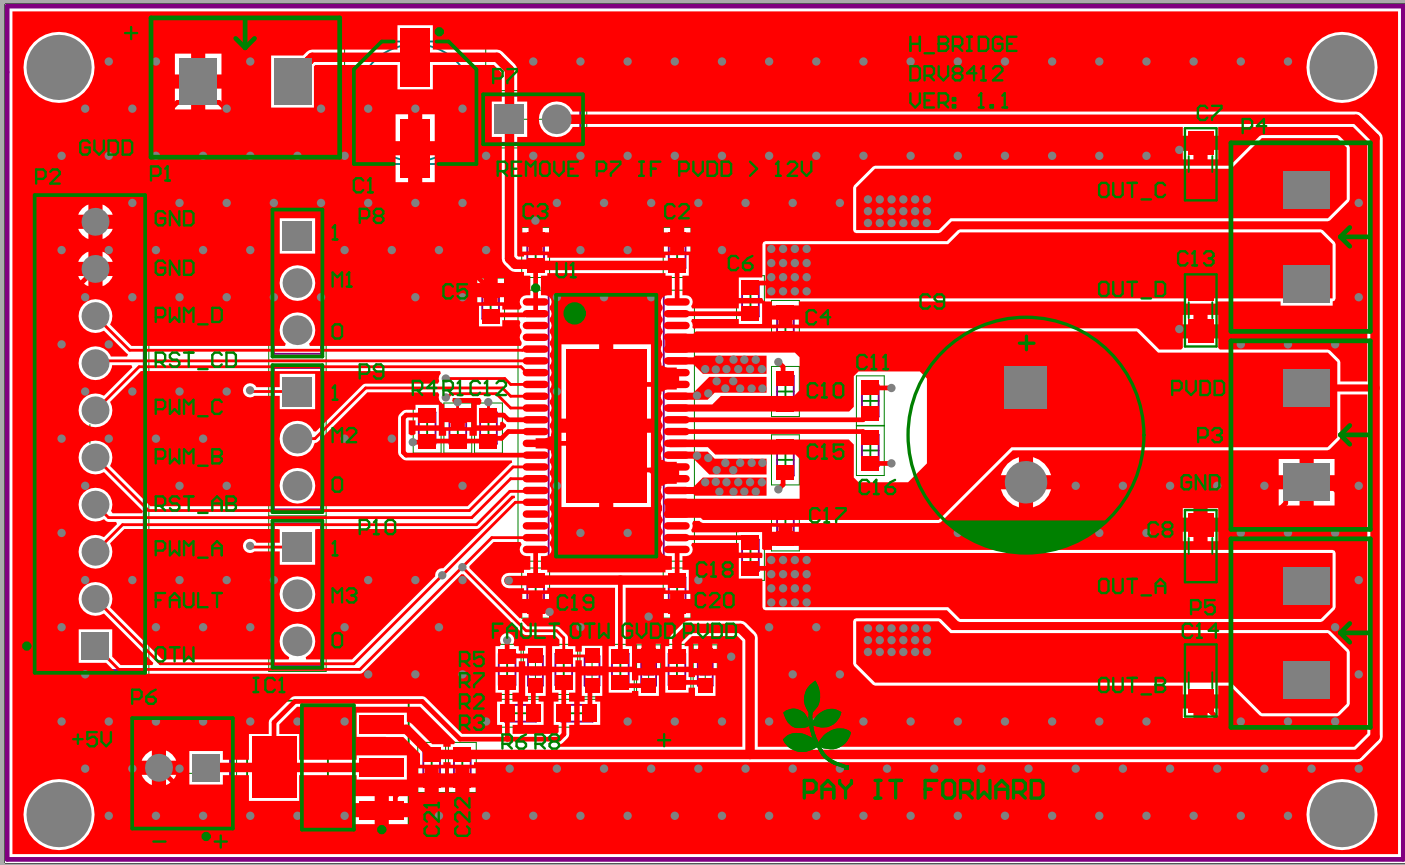 +
H_BRIDGE
DRV8412
VER: 1.1
P7
C7
P4
GVDD
P2
P1
C1
REMOVE P7 IF PVDD > 12V
OUT_C
GND
P8
C3
C2
1
GND
M1
U1
C6
C13
C5
OUT_D
PWM_D
C4
C9
0
RST_CD
+
P9
C11
R4 R1 C12
1
C10
PVDD
PWM_C
M2
P3
PWM_B
C15
0
C16
GND
RST_AB
P10
C17
C8
PWM_A
1
C18
OUT_A
FAULT
M3
C19
C20
P5
FAULT OTW GVDD PVDD
C14
0
OTW
R5
R7
IC1
OUT_B
P6
R2
R3
+5V
R6 R8
+
PAY IT FORWARD
C21
C22
- +